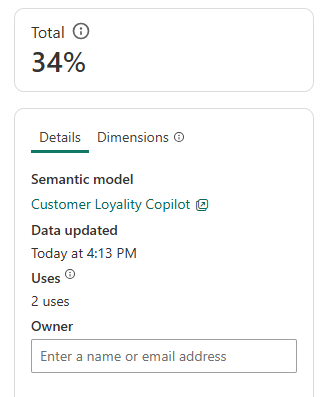 Total
34%
Details Dimensions
Semantic model
Customer Loyality Copilot
Data updated
Today at 4:13 PM
Uses
2 uses
Owner
Enter a name or email address